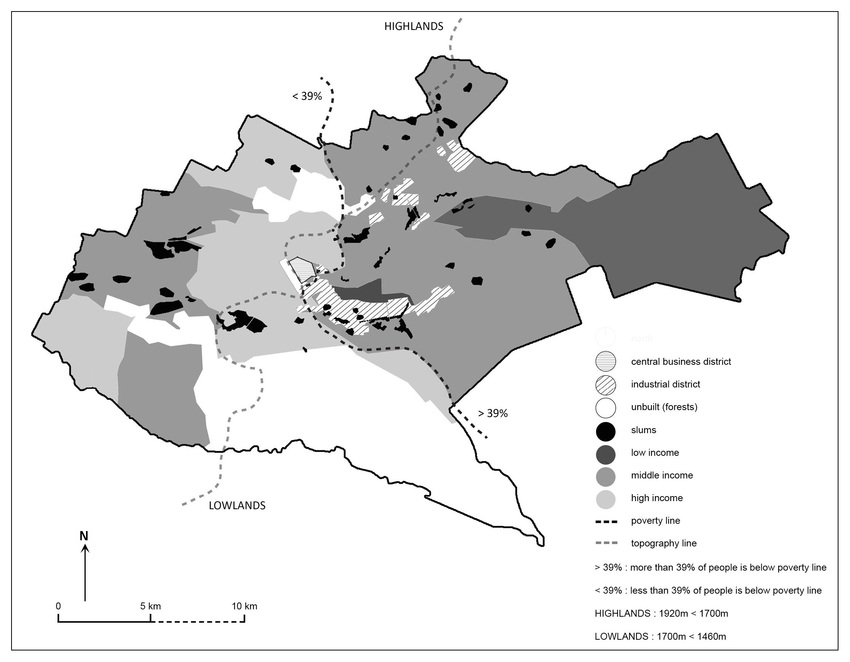 HIGHLANDS
< 39%
> 39%
LOWLANDS
N
0 5 km 10 km
central business district
industrial district
unbuilt (forests)
slums
low income
middle income
high income
poverty line
topography line
> 39% : more than 39% of people is below poverty line
< 39% : less than 39% of people is below poverty line
HIGHLANDS : 1920m < 1700m
LOWLANDS : 1700m < 1460m